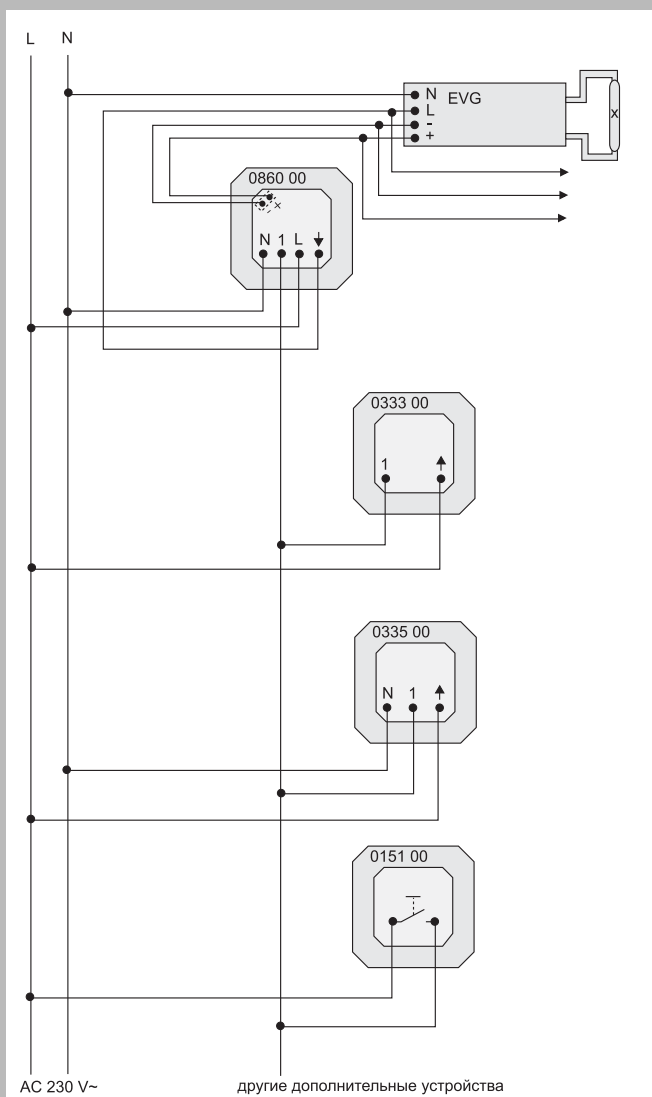 L N
N
L
-
+
EVG
x
0860 00
x
N 1 L
0333 00
1
0335 00
N 1
0151 00
AC 230 V~
другие дополнительные устройства